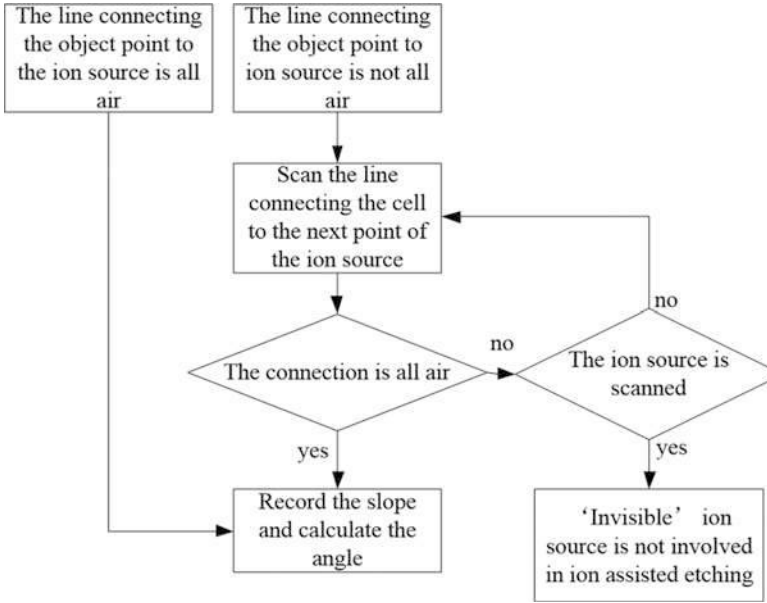 The line connecting
the object point to
the ion source is all
air
The line connecting
the object point to
ion source is not all
air
Scan the line
connecting the cell
to the next point of
the ion source
no
The connection is all air
no
The ion source is
scanned
yes
yes
Record the slope
and calculate the
angle
‘Invisible’ ion
source is not involved
in ion assisted etching